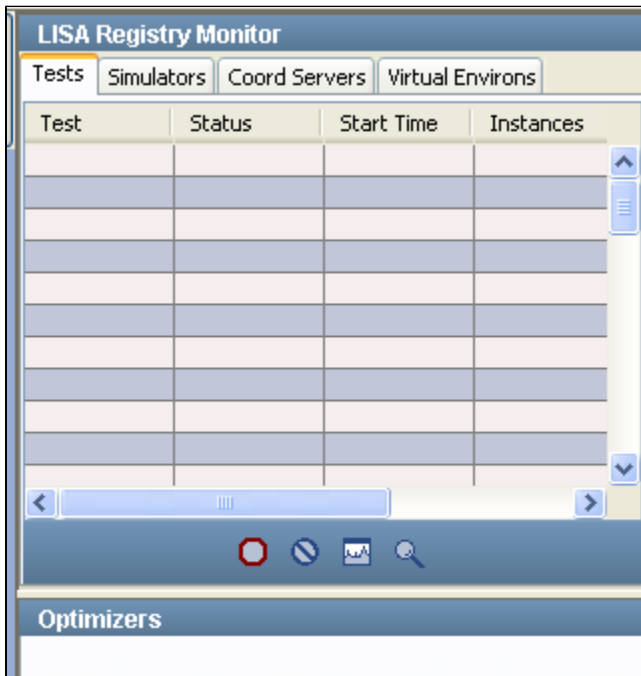 LISA Registry Monitor
Tests Simulators Coord Servers Virtual Environs
Test Status Start Time Instances
Optimizers